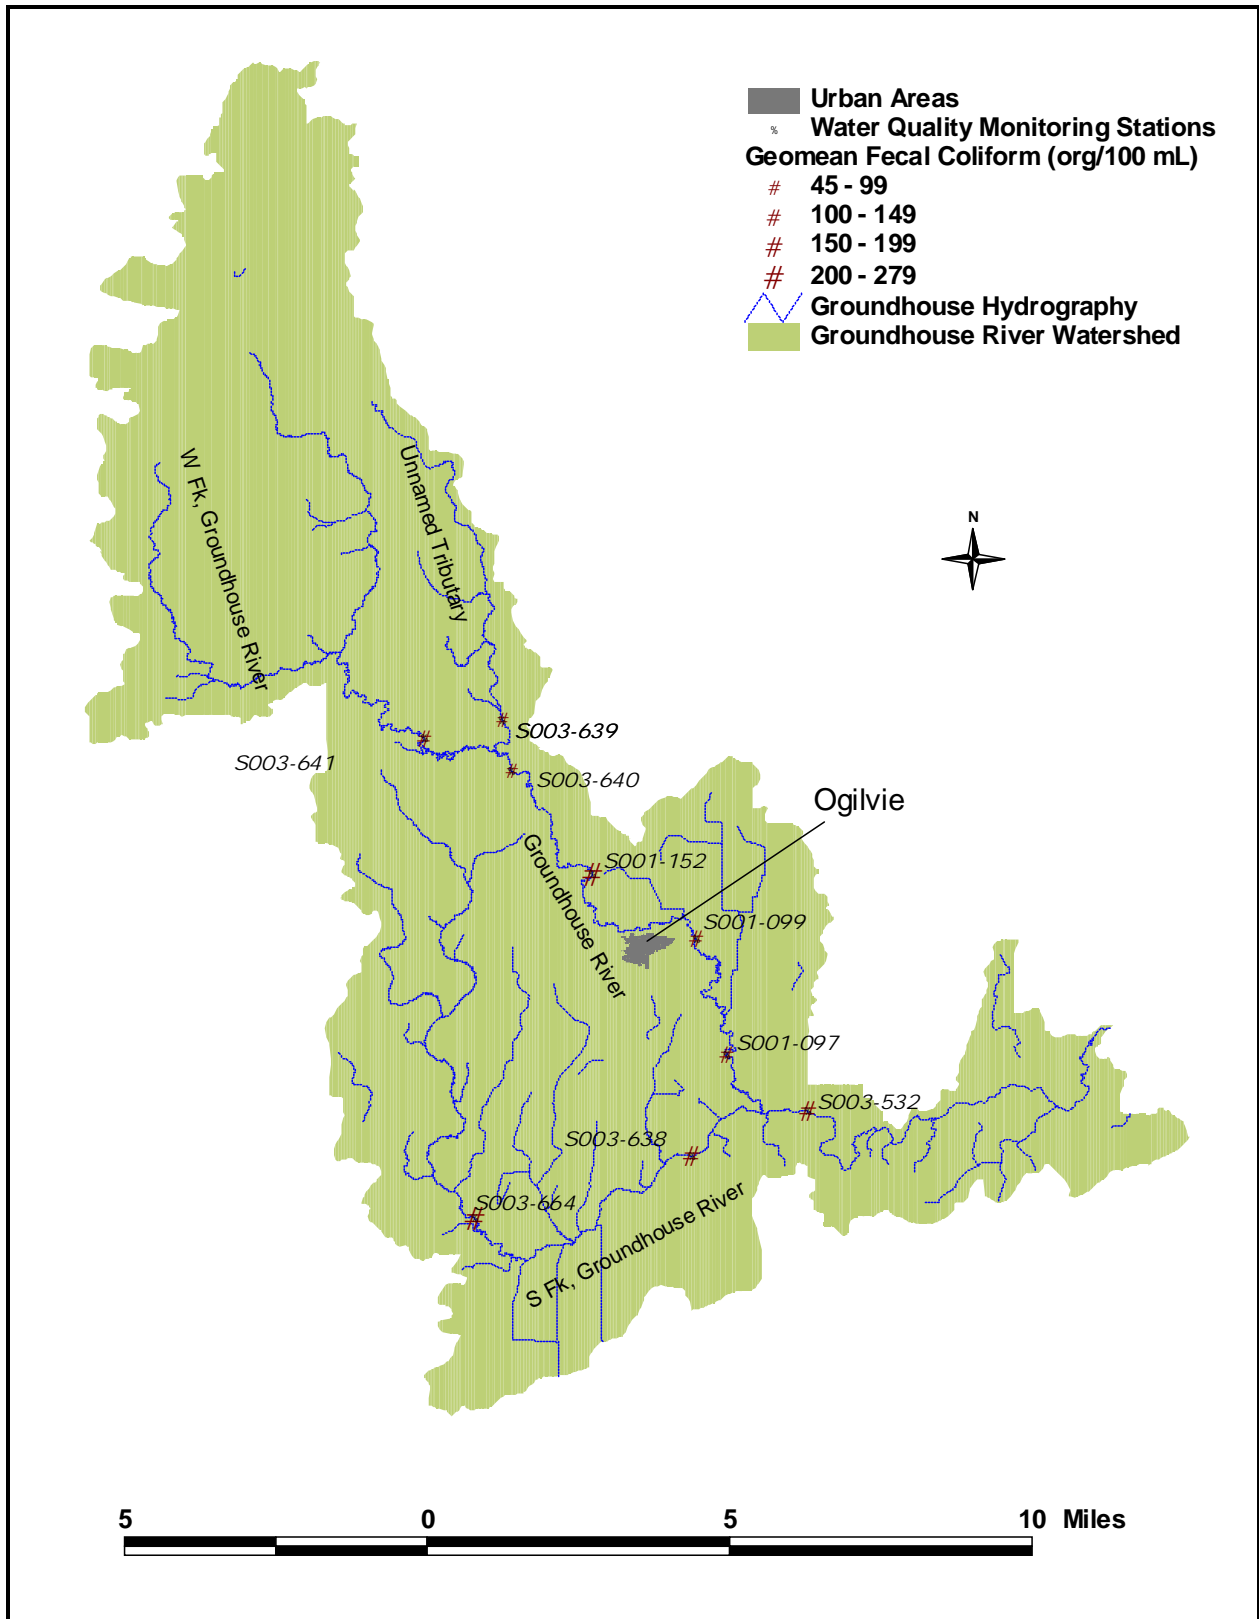 Urban Areas
% Water Quality Monitoring Stations
Geomean Fecal Coliform (org/100 mL)
# 45 - 99
# 100 - 149
# 150 - 199
# 200 - 279
Groundhouse Hydrography
Groundhouse River Watershed
W Fk, Groundhouse River
Unnamed Tributary
N
S003-639
S003-641
S003-640
Ogilvie
S001-152
Groundhouse River
S001-099
S001-097
S003-532
S003-638
S003-664
S Fk, Groundhouse River
5 0 5 10 Miles